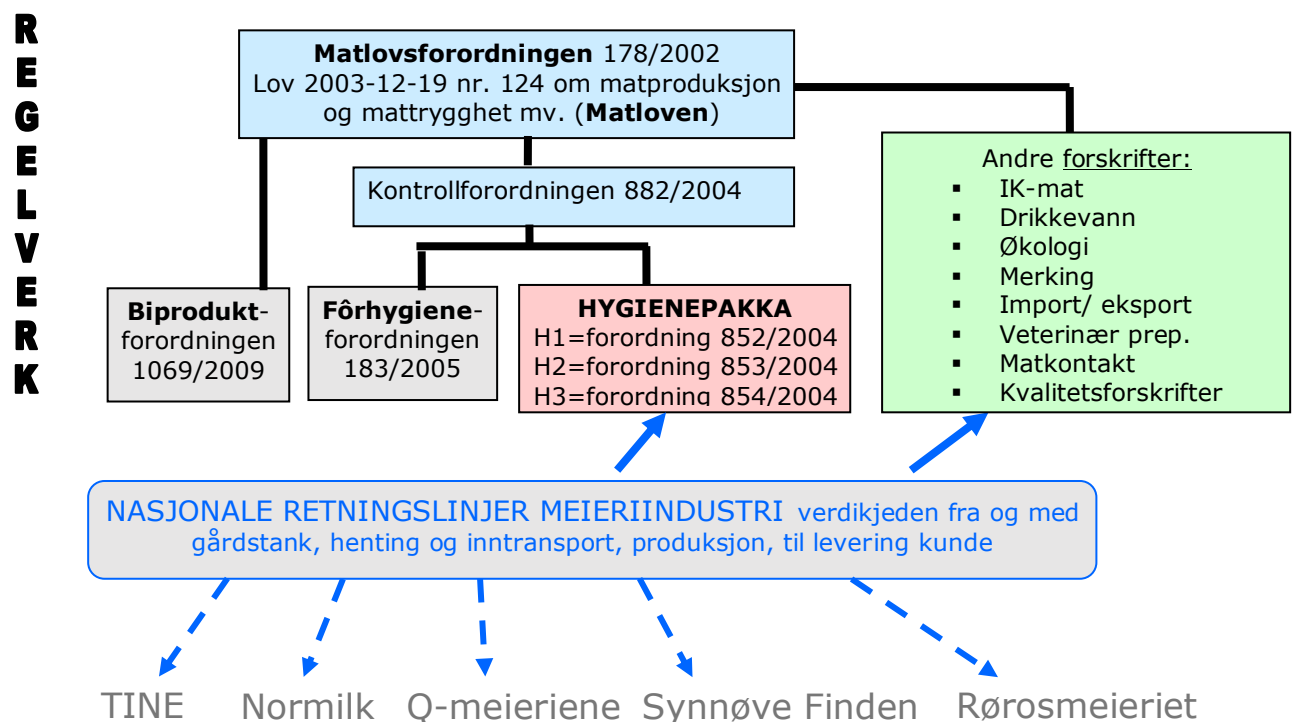 REGELVERK
Matlovsforordningen 178/2002
Lov 2003-12-19 nr. 124 om matproduksjon
og mattrygghet mv. (Matloven)
Kontrollforordningen 882/2004
Biprodukt-
forordningen
1069/2009
Fôrhygiene-
forordningen
183/2005
HYGIENEPAKKA
H1=forordning 852/2004
H2=forordning 853/2004
H3=forordning 854/2004
Andre forskrifter:
▪ IK-mat
▪ Drikkevann
▪ Økologi
▪ Merking
▪ Import/ eksport
▪ Veterinær prep.
▪ Matkontakt
▪ Kvalitetsforskrifter
NASJONALE RETNINGSLINJER MEIERIINDUSTRI verdikjeden fra og med
gårdstank, henting og inntransport, produksjon, til levering kunde
TINE Normilk Q-meieriene Synnøve Finden Rørosmeieriet